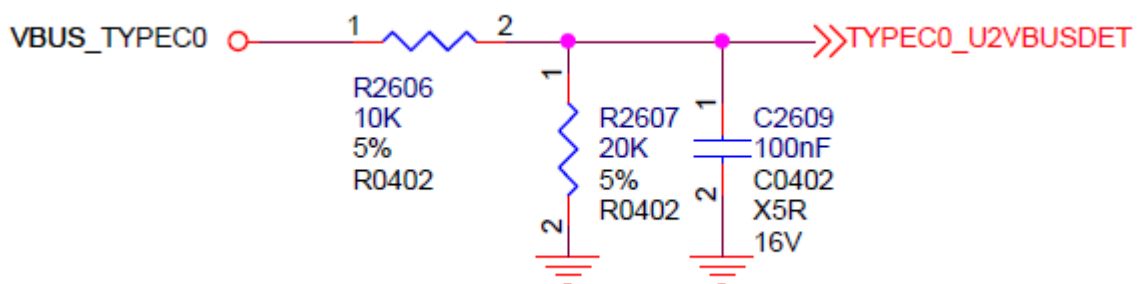 VBUS_TYPEC0
1
2
TYPEC0_U2VBUSDET
R2606
10K
5%
R0402
1
R2607
20K
5%
R0402
2
1
C2609
100nF
C0402
X5R
16V
2